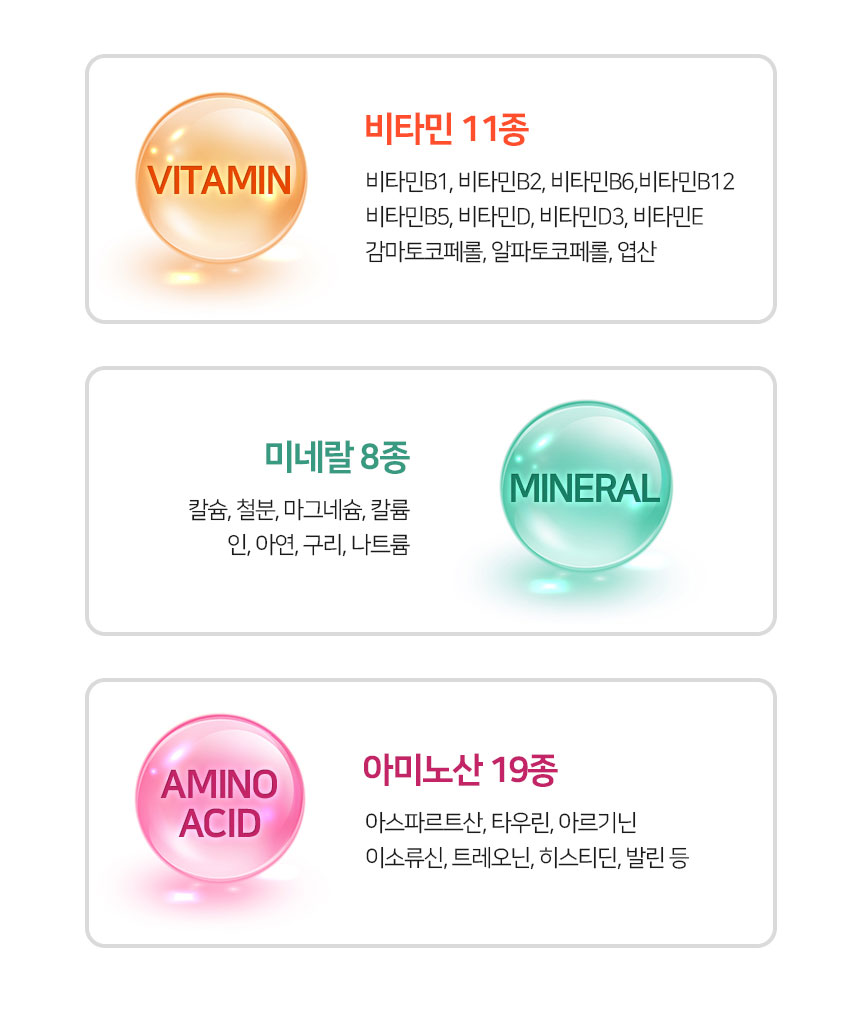 VITAMIN
비타민 11종
비타민B1, 비타민B2, 비타민B6,비타민B12
비타민B5, 비타민D, 비타민D3, 비타민E
감마토코페롤, 알파토코페롤, 엽산
미네랄 8종
칼슘, 철분, 마그네슘, 칼륨
인, 아연, 구리, 나트륨
MINERAL
AMINO
ACID
아미노산 19종
아스파르트산, 타우린, 아르기닌
이소류신, 트레오닌, 히스티딘, 발린 등